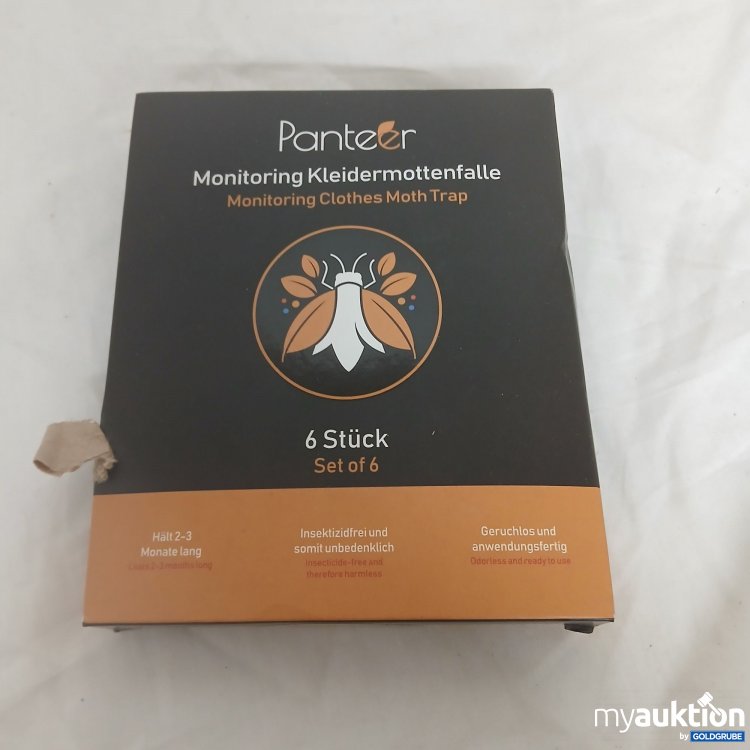 Panteer
Monitoring Kleidermottenfalle
Monitoring Clothes Moth Trap
6 Stück
Set of 6
Hält 2-3
Monate lang
Lasts 2-3 months long
Insektizidfrei und
somit unbedenklich
Insecticide-free and
therefore harmless
Geruchlos und
anwendungsfertig
Odorless and ready to use
myauktion
by GOLDGRUBE